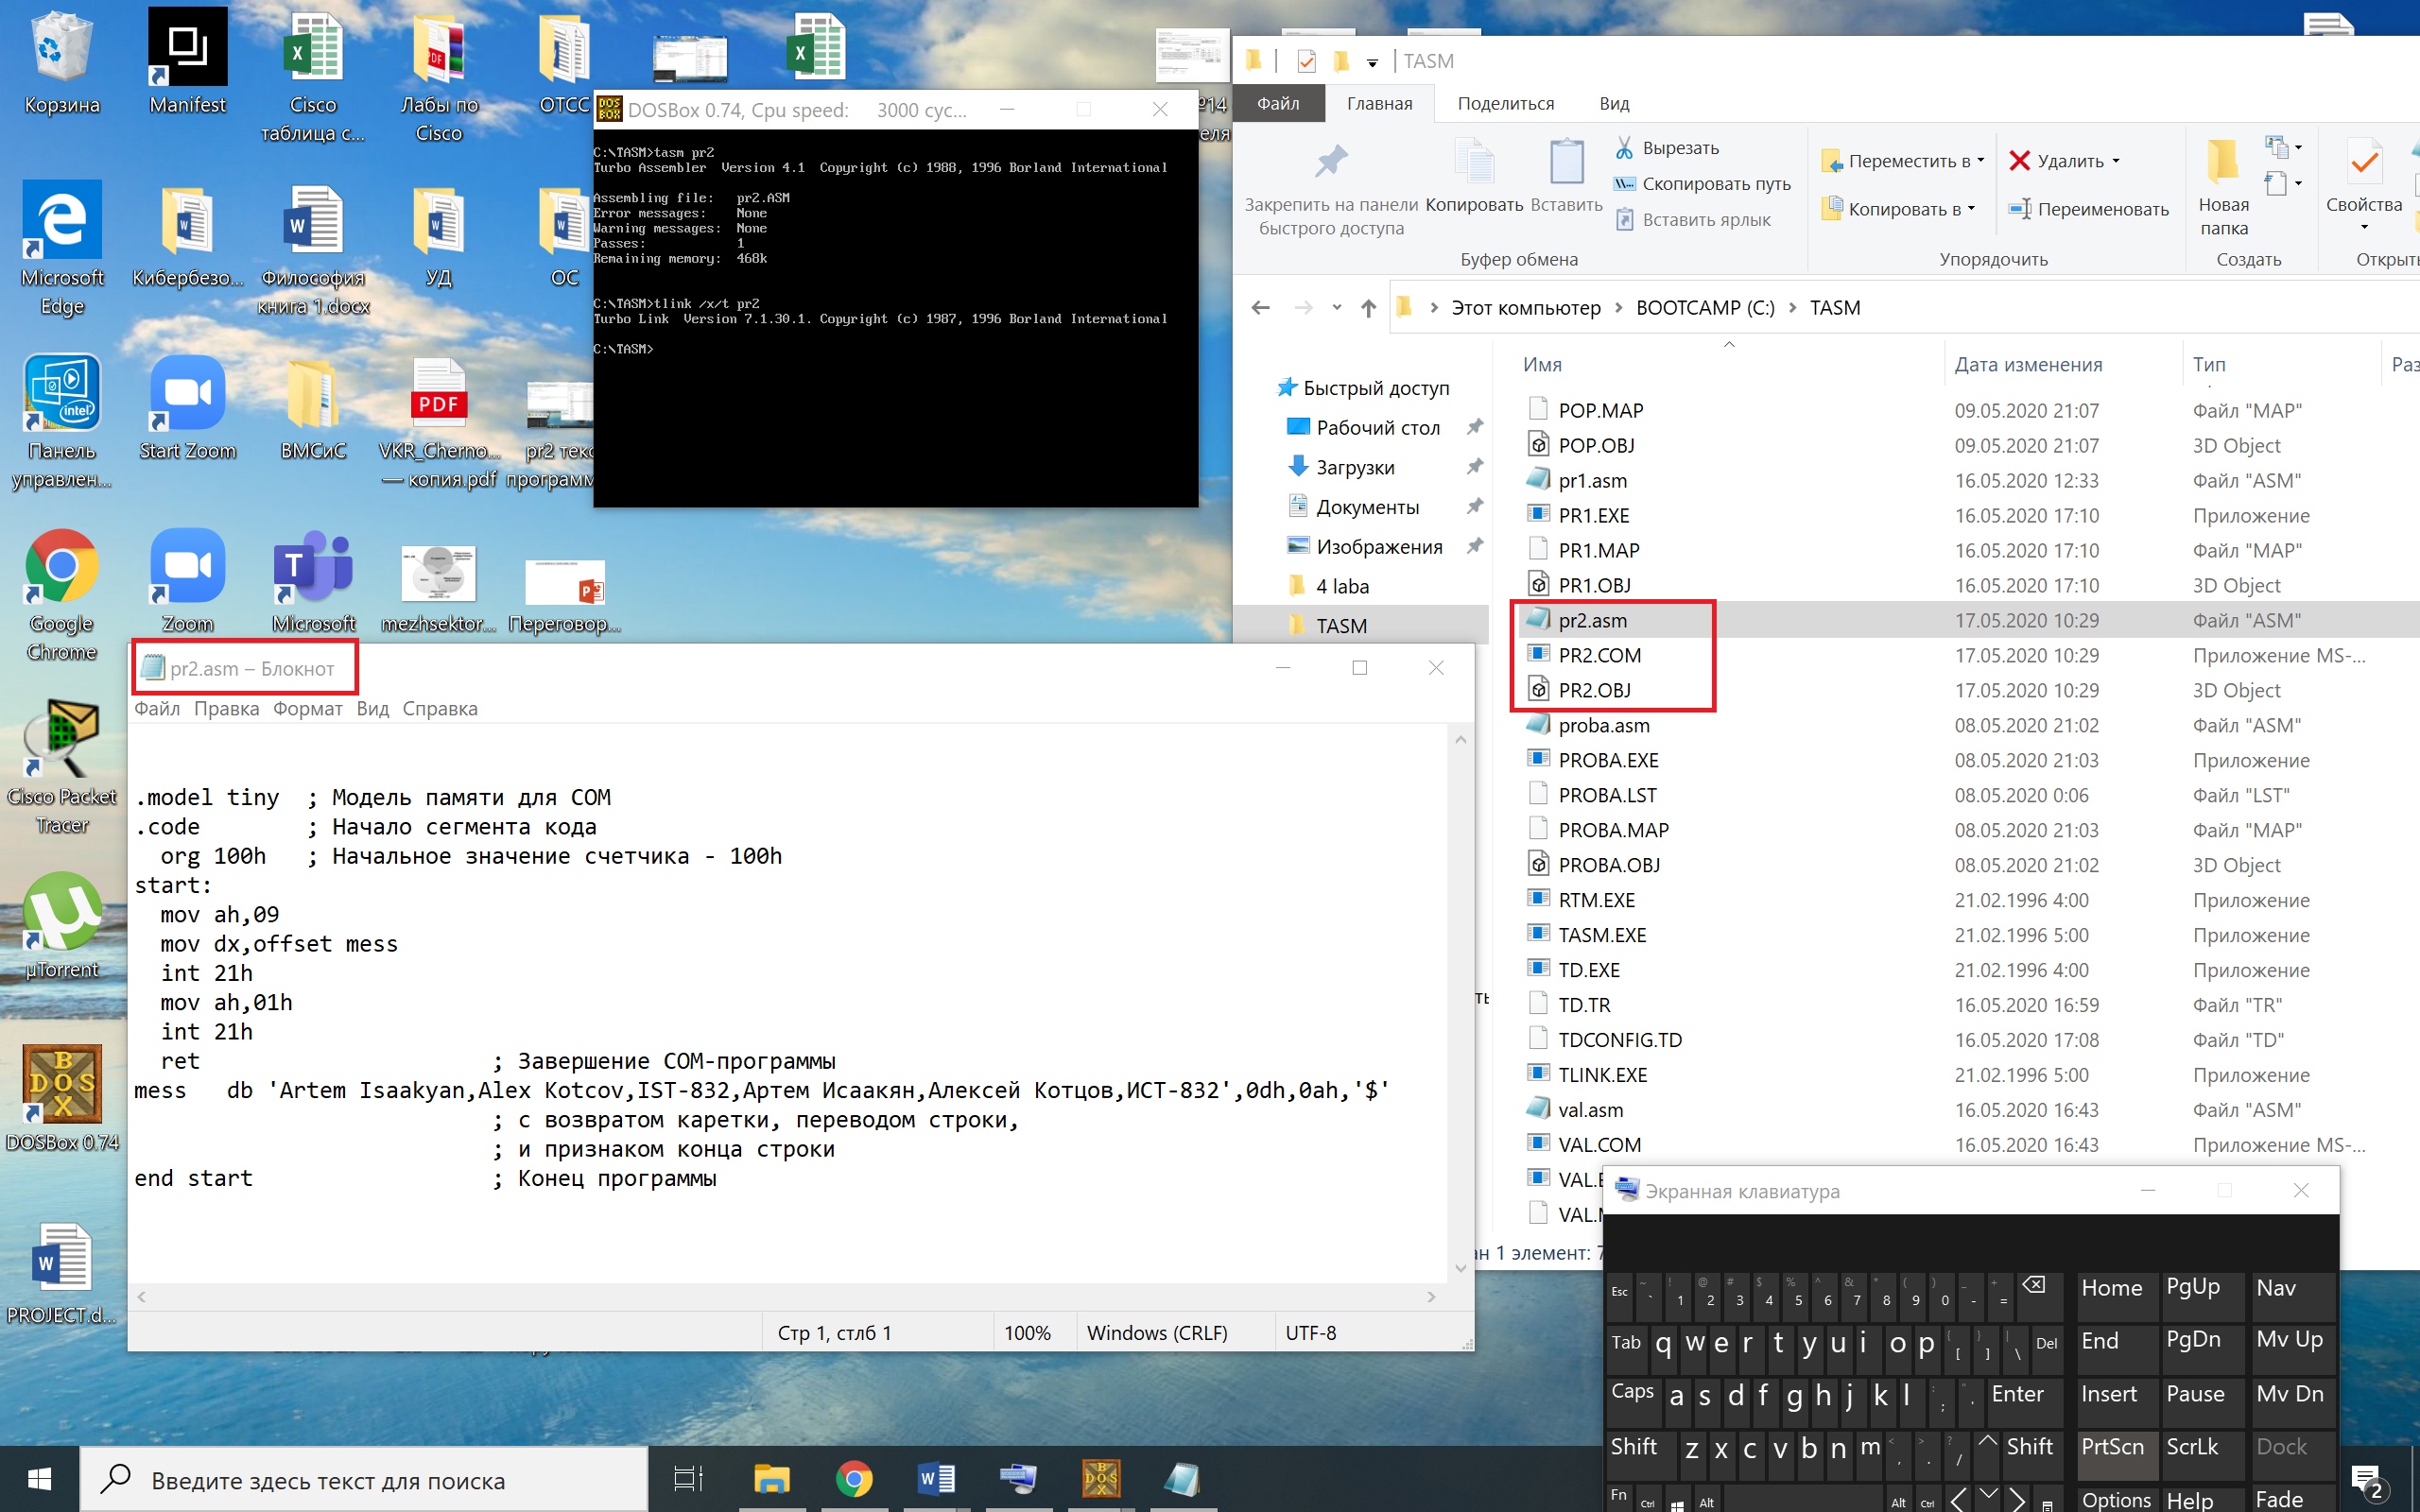 Корзина
Manifest
Cisco таблица с...
Лабы по Cisco
ОТСС
Microsoft Edge
Кибербезо...
Философия книга 1.docx
УД
ОС
Панель управлен...
Start Zoom
ВМСиС
VKR_Cherno... — копия.pdf
Google Chrome
Zoom
Microsoft
mezhsektor...
Переговор...
Cisco Packet Tracer
µTorrent
DOSBox 0.74
PROJECT.d...
DOSBox 0.74, Cpu speed: 3000 cyc...
C:\TASM>tasm pr2
Turbo Assembler Version 4.1 Copyright (c) 1988, 1996 Borland International
Assembling file: pr2.ASM
Error messages: None
Warning messages: None
Passes: 1
Remaining memory: 468k
C:\TASM>tlink /x/t pr2
Turbo Link Version 7.1.30.1. Copyright (c) 1987, 1996 Borland International
C:\TASM>
pr2.asm – Блокнот
Файл Правка Формат Вид Справка
.model tiny ; Модель памяти для COM
.code ; Начало сегмента кода
org 100h ; Начальное значение счетчика - 100h
start:
mov ah,09
mov dx,offset mess
int 21h
mov ah,01h
int 21h
ret ; Завершение COM-программы
mess db 'Artem Isaakyan,Alex Kotcov,IST-832,Артем Исаакян,Алексей Котцов,ИСТ-832',0dh,0ah,'$'
; с возвратом каретки, переводом строки,
; и признаком конца строки
end start ; Конец программы
Стр 1, стлб 1 100% Windows (CRLF) UTF-8
TASM
Файл Главная Поделиться Вид
Закрепить на панели быстрого доступа
Копировать
Вставить
Вырезать
Скопировать путь
Вставить ярлык
Буфер обмена
Переместить в
Копировать в
Удалить
Переименовать
Упорядочить
Новая папка
Создать
Свойства
Этот компьютер > BOOTCAMP (C:) > TASM
Быстрый доступ
Рабочий стол
Загрузки
Документы
Изображения
4 laba
TASM
Имя Дата изменения Тип
POP.MAP 09.05.2020 21:07 Файл "MAP"
POP.OBJ 09.05.2020 21:07 3D Object
pr1.asm 16.05.2020 12:33 Файл "ASM"
PR1.EXE 16.05.2020 17:10 Приложение
PR1.MAP 16.05.2020 17:10 Файл "MAP"
PR1.OBJ 16.05.2020 17:10 3D Object
pr2.asm 17.05.2020 10:29 Файл "ASM"
PR2.COM 17.05.2020 10:29 Приложение MS-...
PR2.OBJ 17.05.2020 10:29 3D Object
proba.asm 08.05.2020 21:02 Файл "ASM"
PROBA.EXE 08.05.2020 21:03 Приложение
PROBA.LST 08.05.2020 0:06 Файл "LST"
PROBA.MAP 08.05.2020 21:03 Файл "MAP"
PROBA.OBJ 08.05.2020 21:02 3D Object
RTM.EXE 21.02.1996 4:00 Приложение
TASM.EXE 21.02.1996 5:00 Приложение
TD.EXE 21.02.1996 4:00 Приложение
TD.TR 16.05.2020 16:59 Файл "TR"
TDCONFIG.TD 16.05.2020 17:08 Файл "TD"
TLINK.EXE 21.02.1996 5:00 Приложение
val.asm 16.05.2020 16:43 Файл "ASM"
VAL.COM 16.05.2020 16:43 Приложение MS-...
1 элемент:
Экранная клавиатура
Esc ` 1 2 3 4 5 6 7 8 9 0 - = Home PgUp Nav
Tab q w e r t y u i o p [ ] \ Del End PgDn Mv Up
Caps a s d f g h j k l ; ' Enter Insert Pause Mv Dn
Shift z x c v b n m , . / Shift PrtScn ScrLk Dock
Fn Ctrl Alt Alt Ctrl Options Help Fade
Введите здесь текст для поиска
2